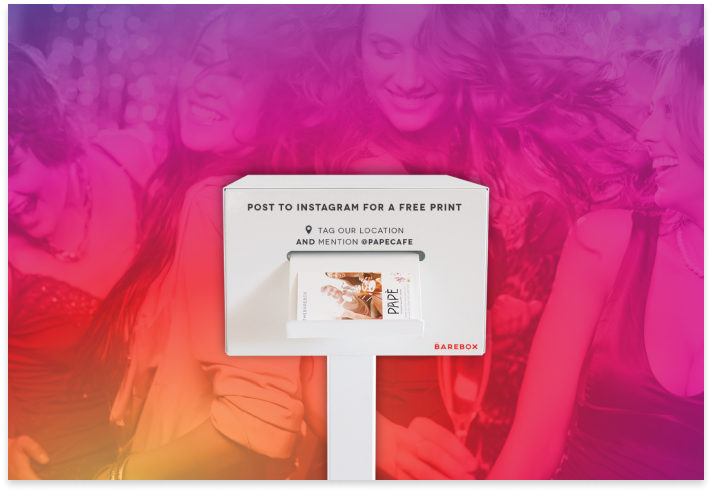 POST TO INSTAGRAM FOR A FREE PRINT
TAG OUR LOCATION
AND MENTION @PAPECAFE
PAPE
BAREBOX